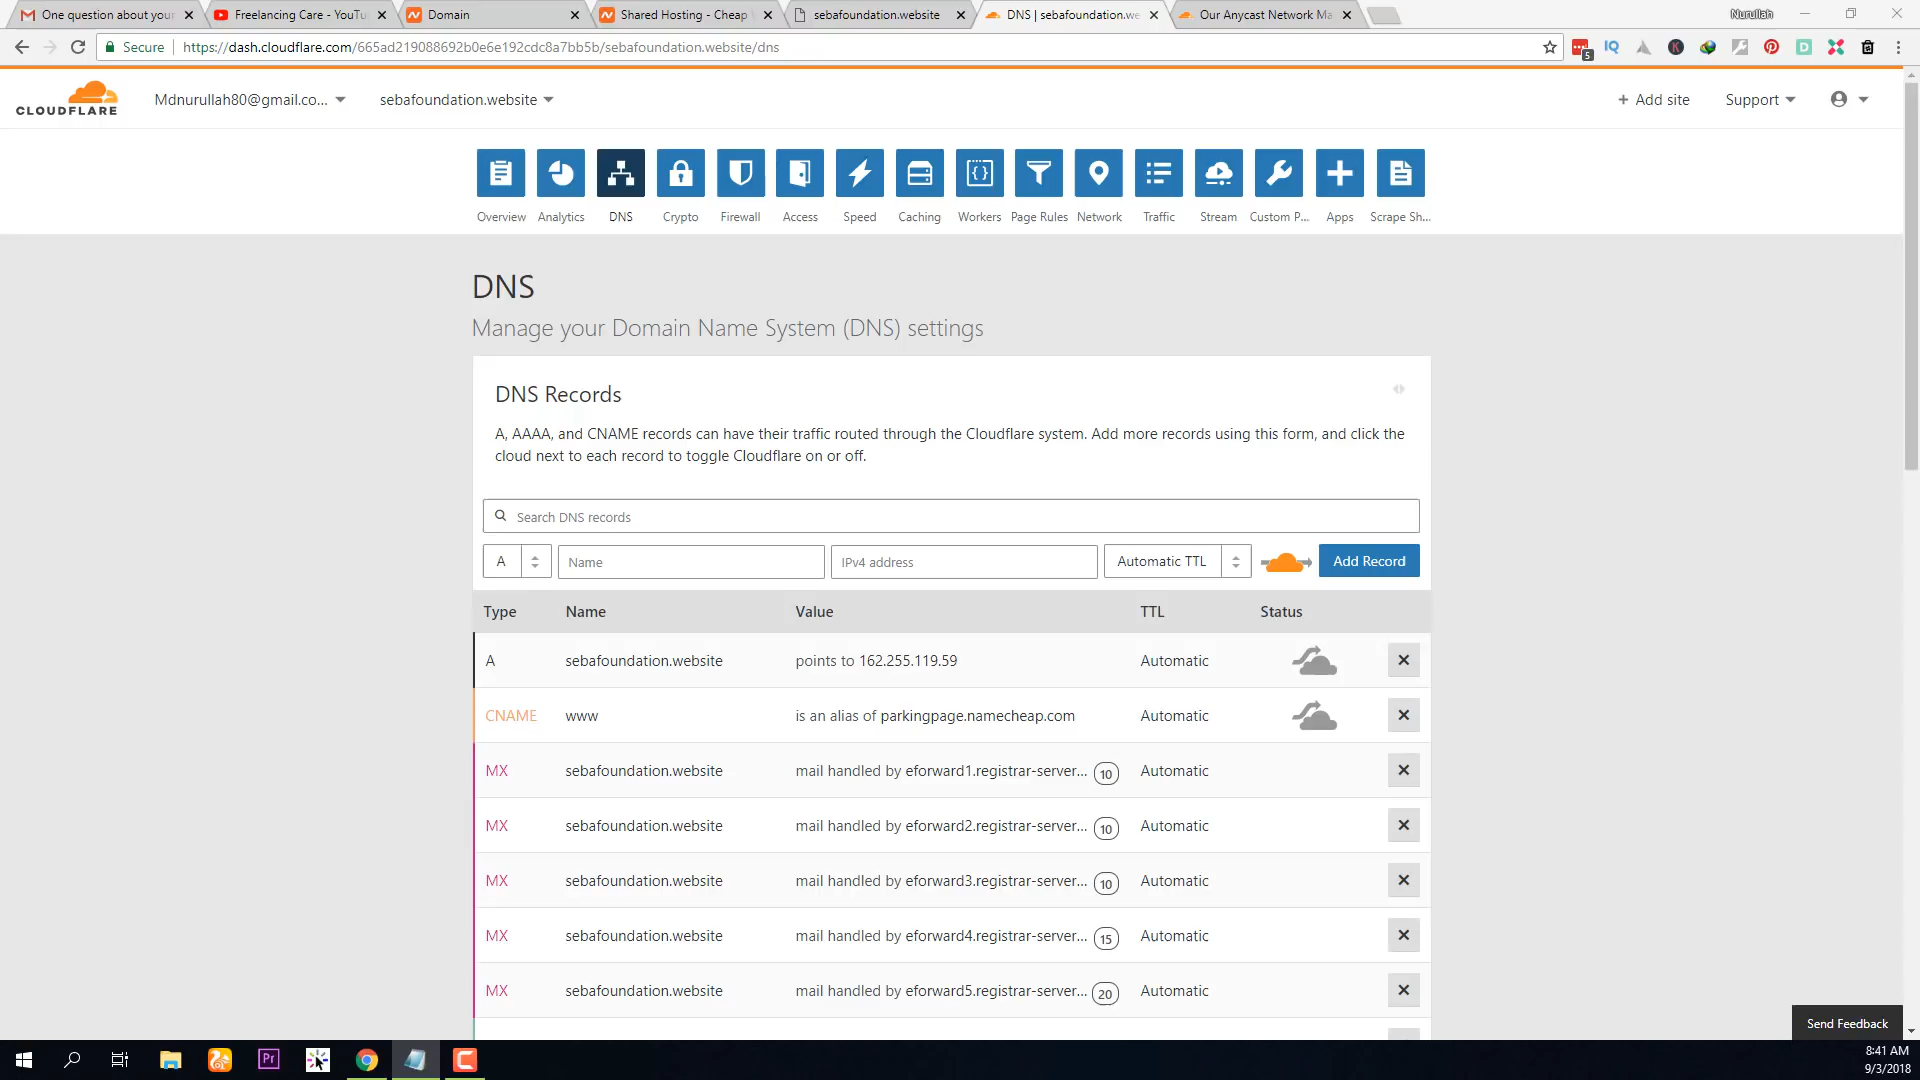 One question about your
Freelancing Care - YouTu
Domain
Shared Hosting - Cheap
sebafoundation.website
DNS | sebafoundation.we
Our Anycast Network Ma
Nurullah
Secure
https://dash.cloudflare.com/665ad219088692b0e6e192cdc8a7bb5b/sebafoundation.website/dns
5
CLOUDFLARE
Mdnurullah80@gmail.co...
sebafoundation.website
+ Add site
Support
Overview
Analytics
DNS
Crypto
Firewall
Access
Speed
Caching
Workers
Page Rules
Network
Traffic
Stream
Custom P...
Apps
Scrape Sh...
DNS
Manage your Domain Name System (DNS) settings
DNS Records
A, AAAA, and CNAME records can have their traffic routed through the Cloudflare system. Add more records using this form, and click the
cloud next to each record to toggle Cloudflare on or off.
Search DNS records
A Name IPv4 address Automatic TTL Add Record
Type Name Value TTL Status
A sebafoundation.website points to 162.255.119.59 Automatic
CNAME www is an alias of parkingpage.namecheap.com Automatic
MX sebafoundation.website mail handled by eforward1.registrar-server... 10 Automatic
MX sebafoundation.website mail handled by eforward2.registrar-server... 10 Automatic
MX sebafoundation.website mail handled by eforward3.registrar-server... 10 Automatic
MX sebafoundation.website mail handled by eforward4.registrar-server... 15 Automatic
MX sebafoundation.website mail handled by eforward5.registrar-server... 20 Automatic
Send Feedback
Pr
8:41 AM
9/3/2018